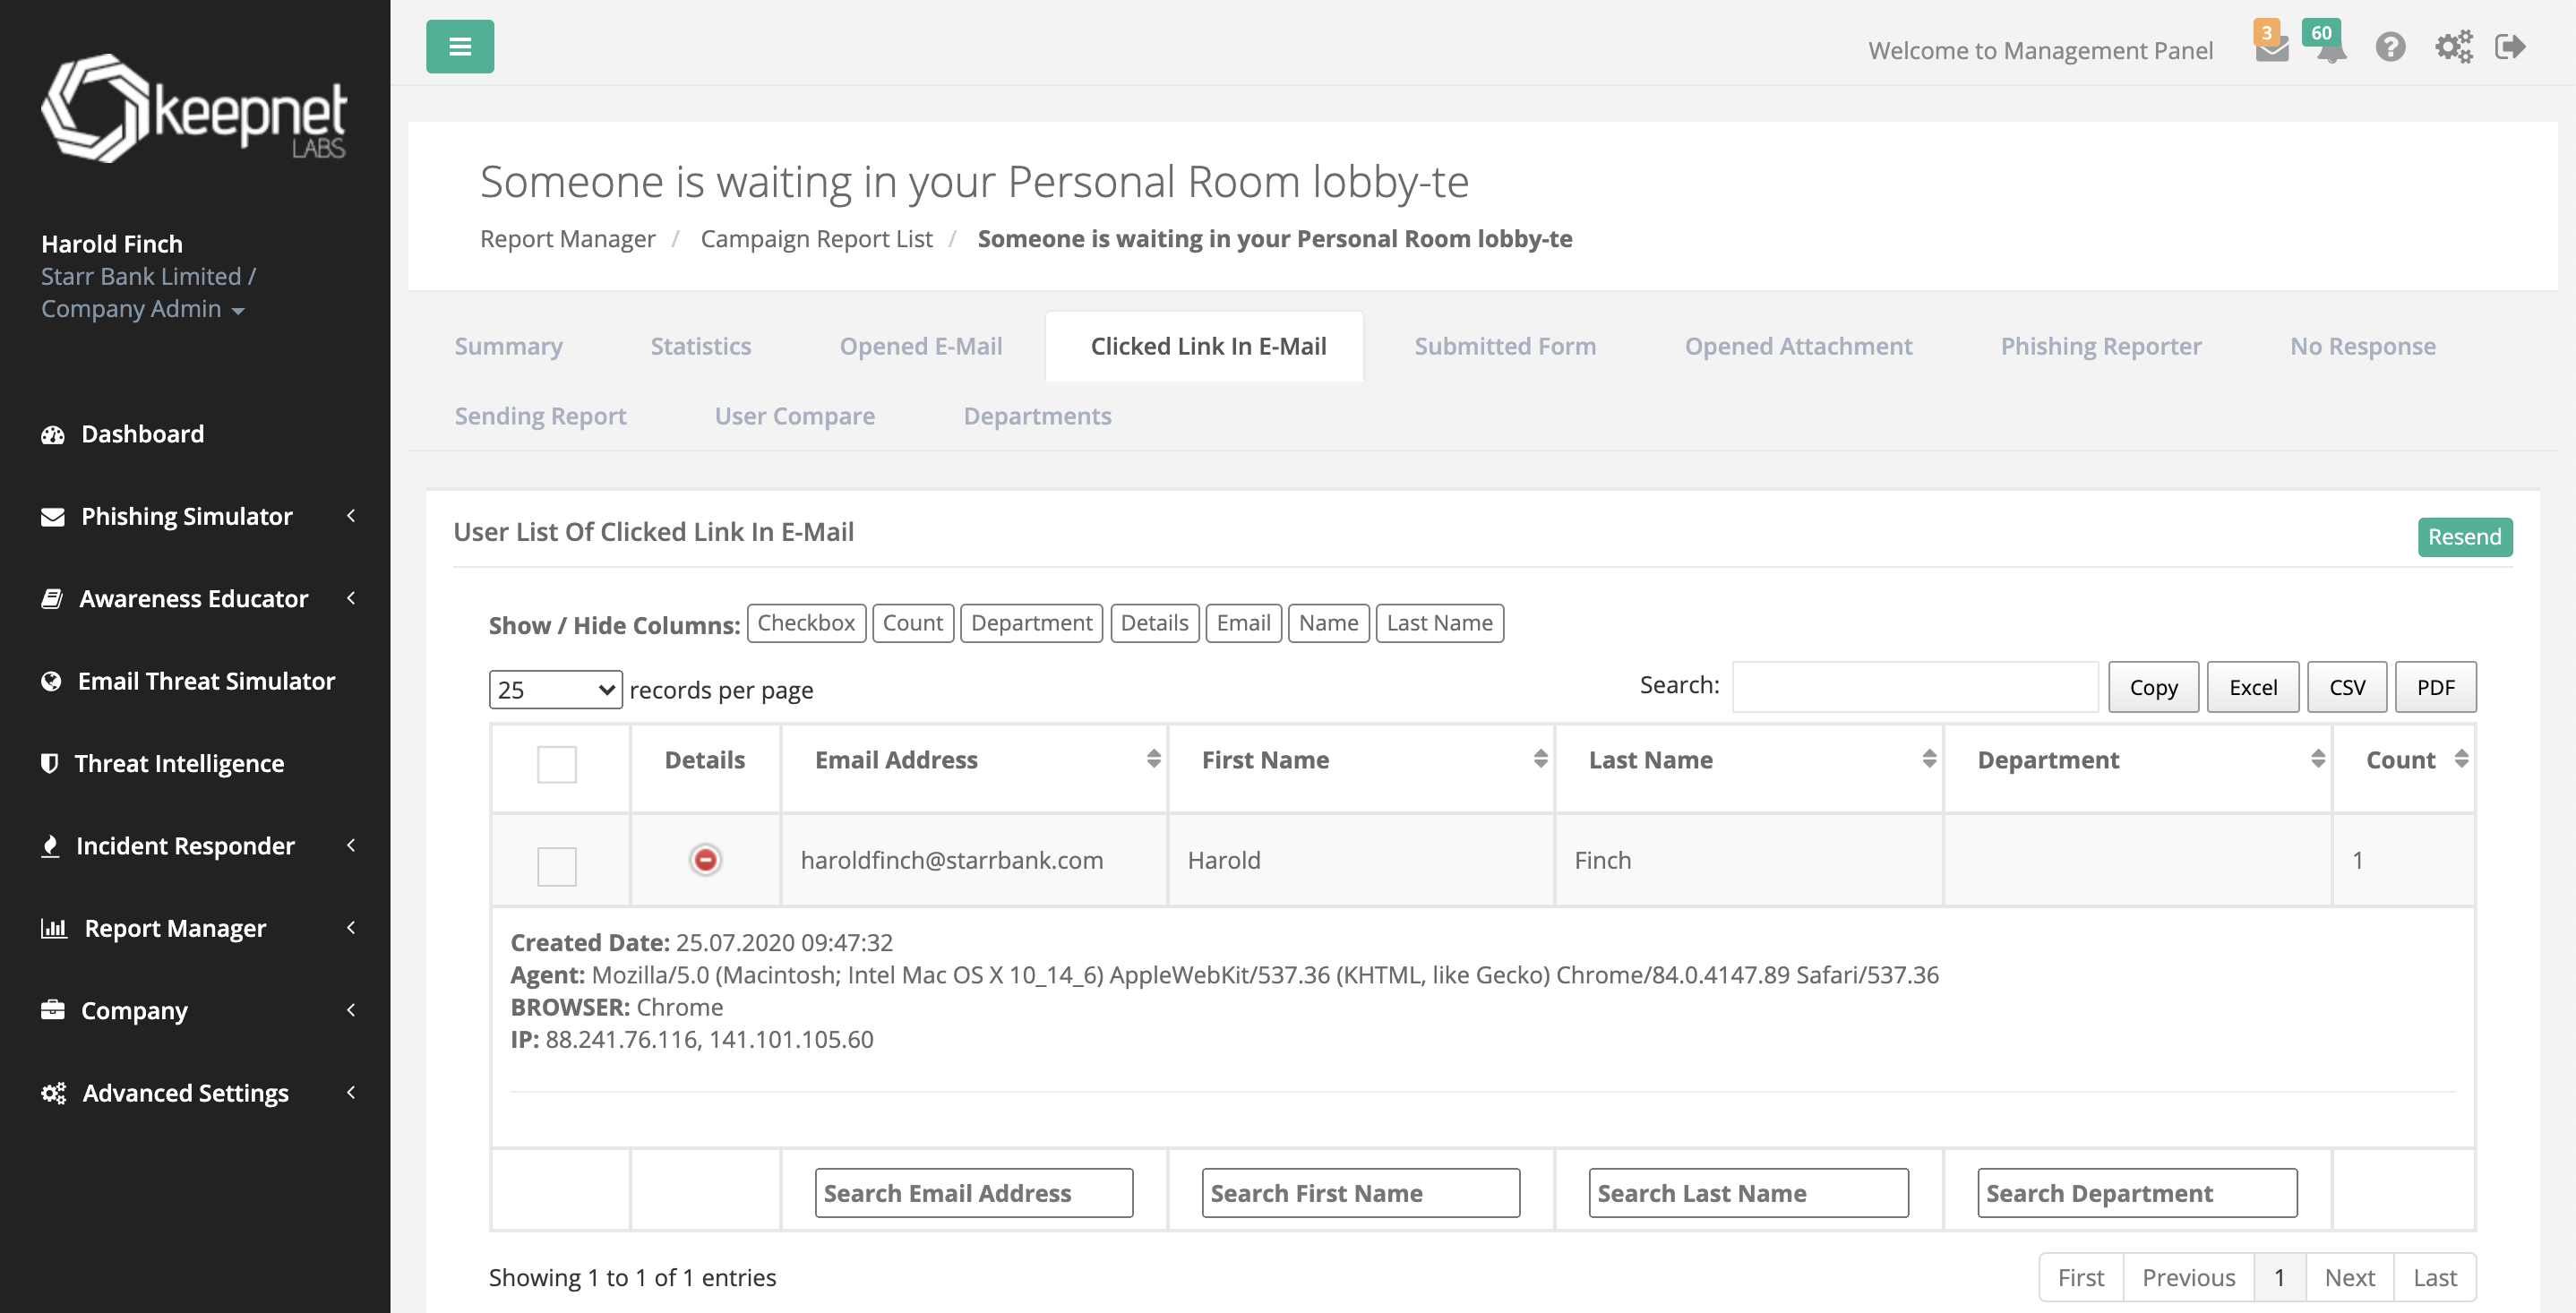 keepnet
LABS
Harold Finch
Starr Bank Limited /
Company Admin
Dashboard
Phishing Simulator
Awareness Educator
Email Threat Simulator
Threat Intelligence
Incident Responder
Report Manager
Company
Advanced Settings
Welcome to Management Panel 3 60
Someone is waiting in your Personal Room lobby-te
Report Manager / Campaign Report List / Someone is waiting in your Personal Room lobby-te
Summary Statistics Opened E-Mail Clicked Link In E-Mail Submitted Form Opened Attachment Phishing Reporter No Response
Sending Report User Compare Departments
User List Of Clicked Link In E-Mail Resend
Show / Hide Columns: Checkbox Count Department Details Email Name Last Name
25 records per page Search: Copy Excel CSV PDF
Details Email Address First Name Last Name Department Count
haroldfinch@starrbank.com Harold Finch 1
Created Date: 25.07.2020 09:47:32
Agent: Mozilla/5.0 (Macintosh; Intel Mac OS X 10_14_6) AppleWebKit/537.36 (KHTML, like Gecko) Chrome/84.0.4147.89 Safari/537.36
BROWSER: Chrome
IP: 88.241.76.116, 141.101.105.60
Search Email Address Search First Name Search Last Name Search Department
Showing 1 to 1 of 1 entries First Previous 1 Next Last